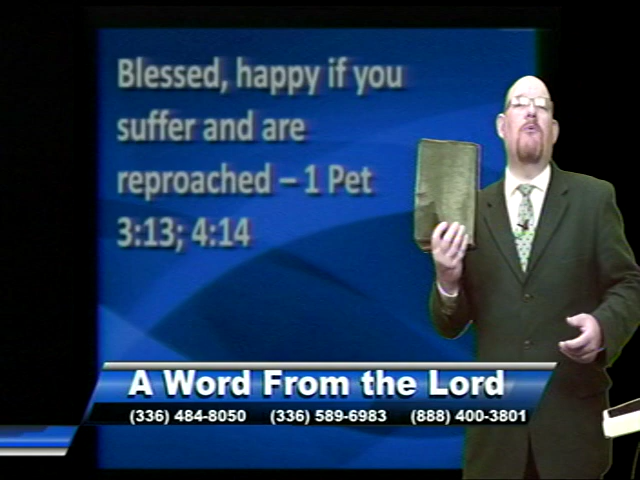 Blessed, happy if you
suffer and are
reproached – 1 Pet
3:13; 4:14
A Word From the Lord
(336) 484-8050 (336) 589-6983 (888) 400-3801